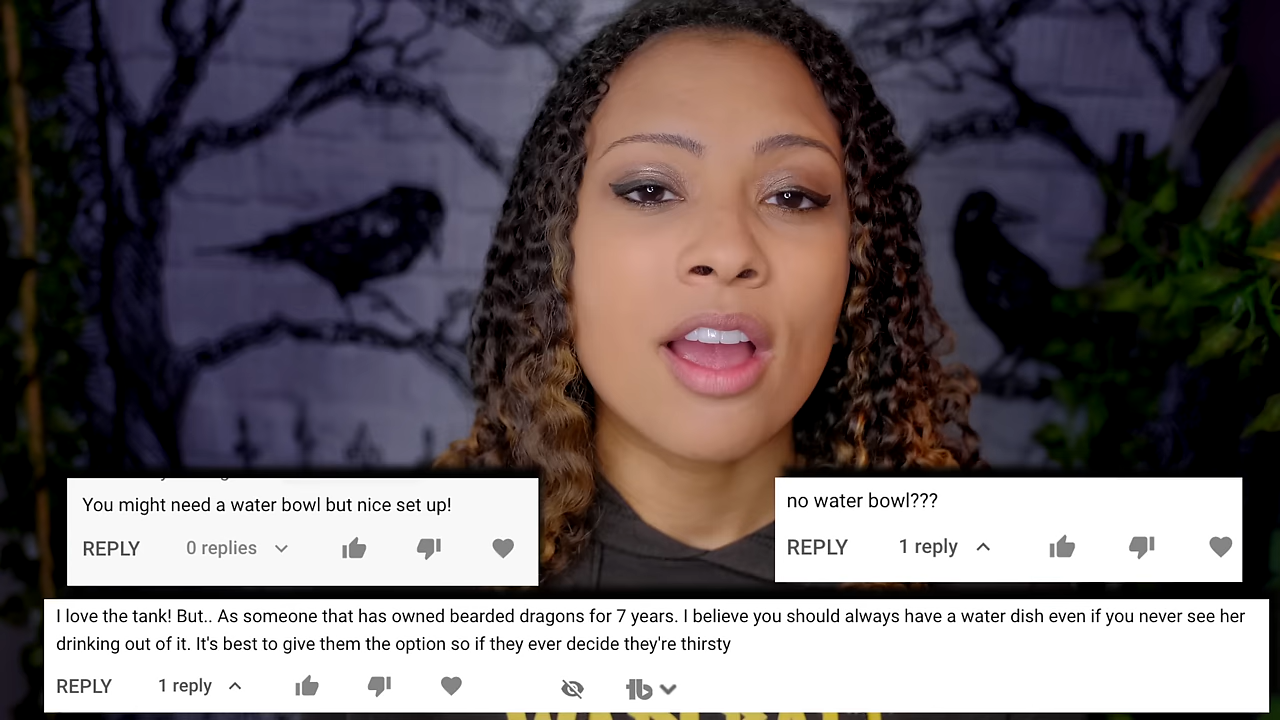 You might need a water bowl but nice set up!
REPLY 0 replies
no water bowl???
REPLY 1 reply
I love the tank! But.. As someone that has owned bearded dragons for 7 years. I believe you should always have a water dish even if you never see her
drinking out of it. It's best to give them the option so if they ever decide they're thirsty
REPLY 1 reply